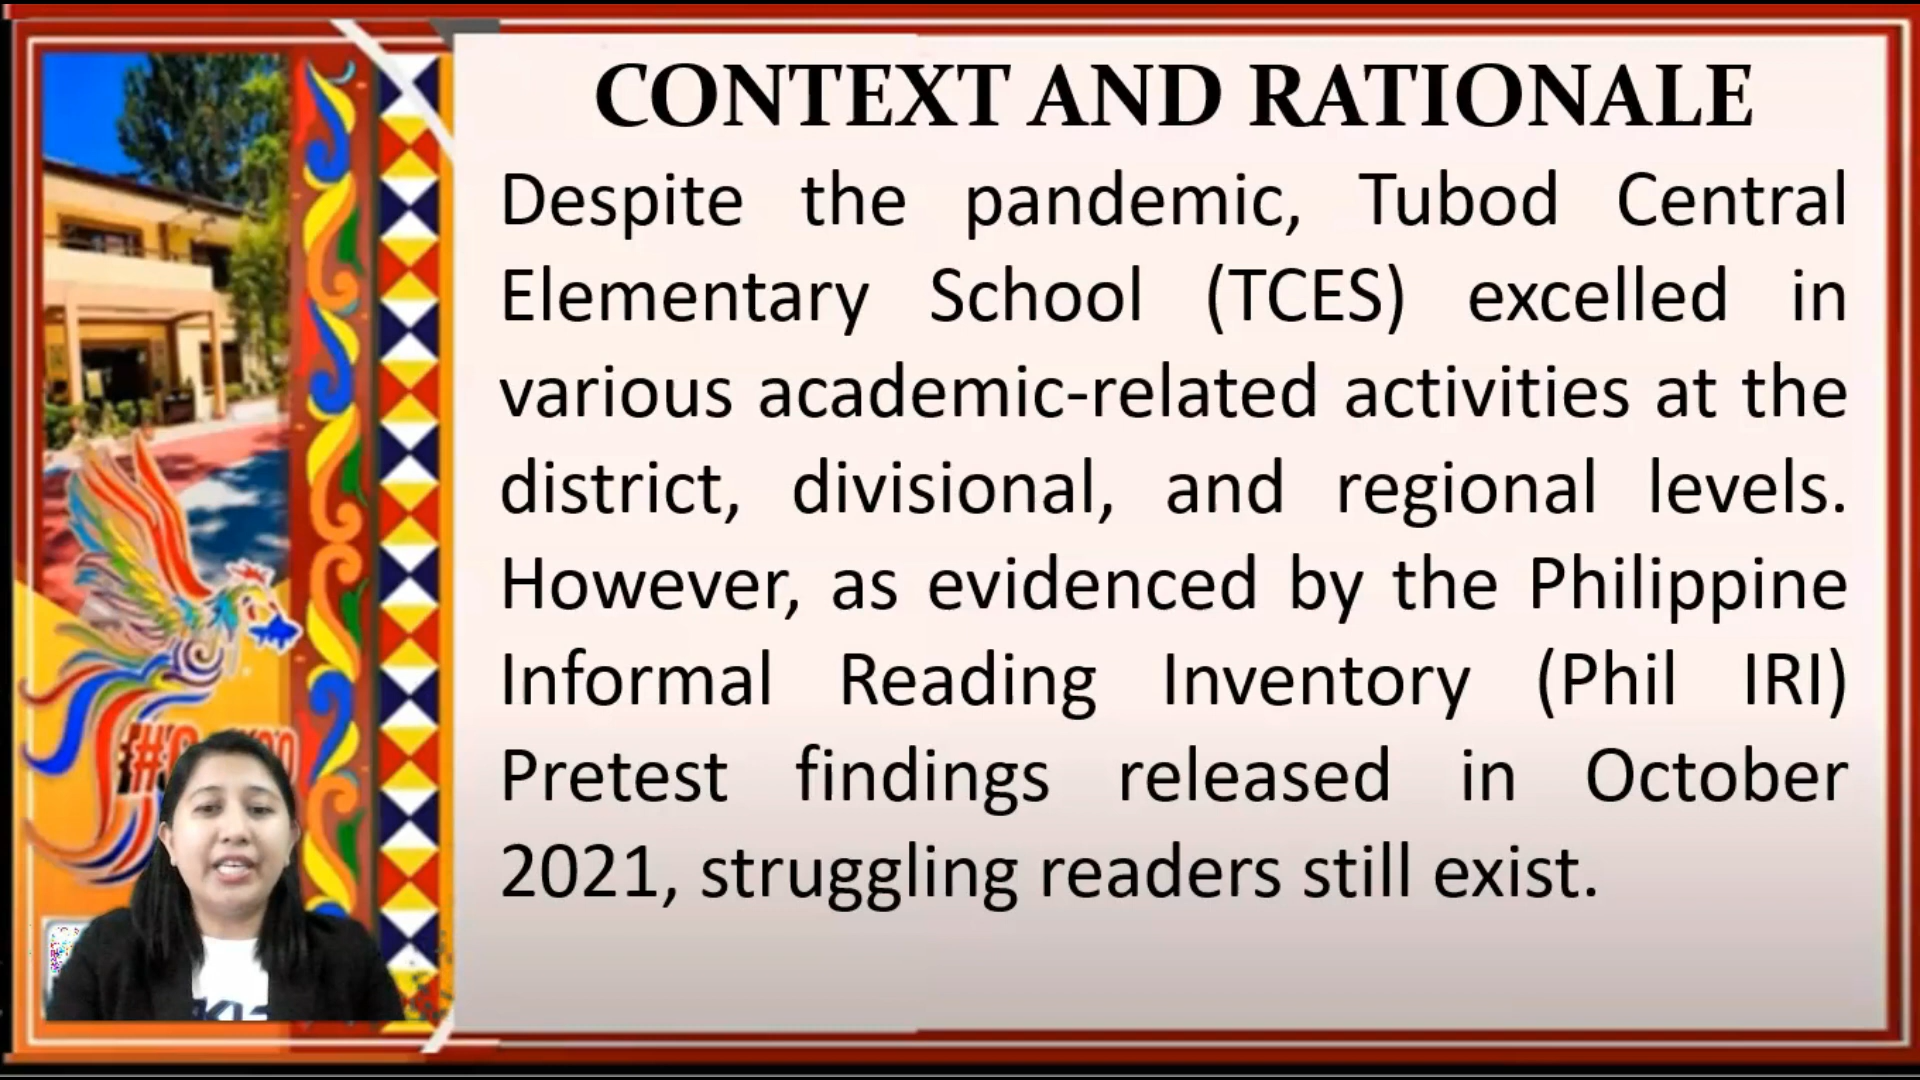 CONTEXT AND RATIONALE
Despite the pandemic, Tubod Central
Elementary School (TCES) excelled in
various academic-related activities at the
district, divisional, and regional levels.
However, as evidenced by the Philippine
Informal Reading Inventory (Phil IRI)
Pretest findings released in October
2021, struggling readers still exist.